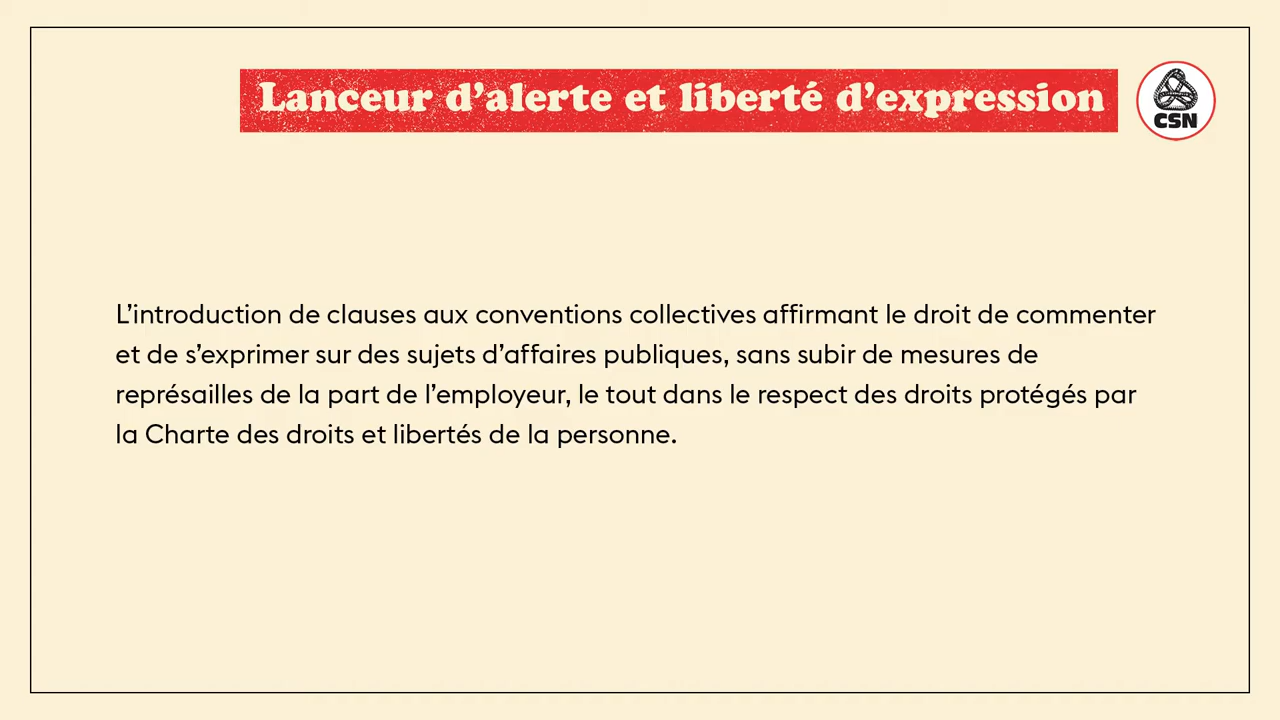 Lanceur d’alerte et liberté d’expression
CSN
L’introduction de clauses aux conventions collectives affirmant le droit de commenter
et de s’exprimer sur des sujets d’affaires publiques, sans subir de mesures de
représailles de la part de l’employeur, le tout dans le respect des droits protégés par
la Charte des droits et libertés de la personne.